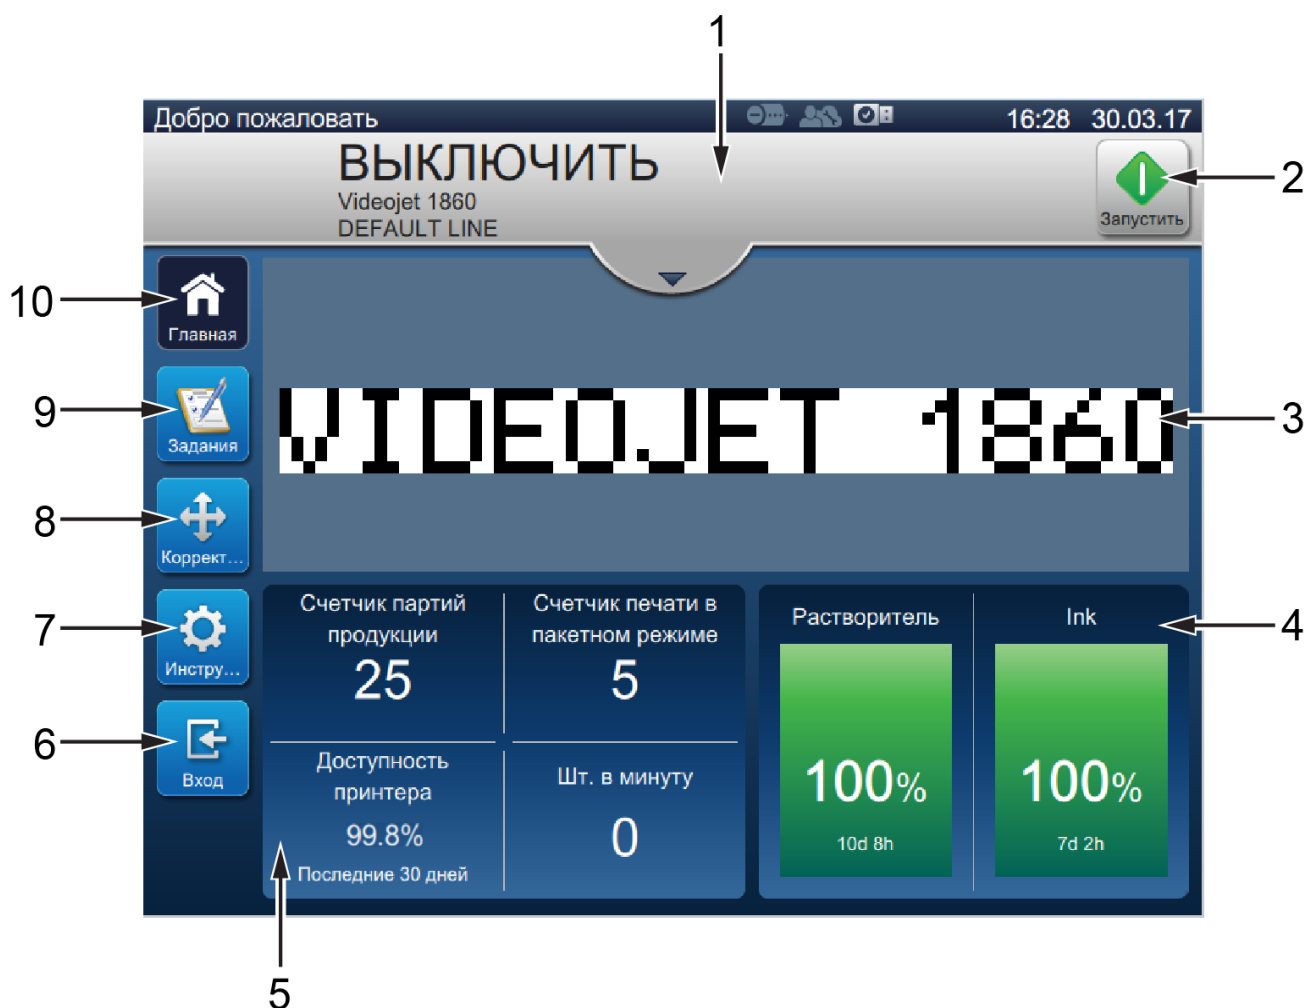 1
Добро пожаловать 16:28 30.03.17
ВЫКЛЮЧИТЬ
Videojet 1860
DEFAULT LINE
Запустить
2
10
Главная
9
Задания
VIDEOJET 1860
3
8
Коррект...
7
Инстру...
6
Вход
Счетчик партий
продукции
25
Счетчик печати в
пакетном режиме
5
Доступность
принтера
99.8%
Последние 30 дней
Шт. в минуту
0
Растворитель
100%
10d 8h
Ink
100%
7d 2h
4
5